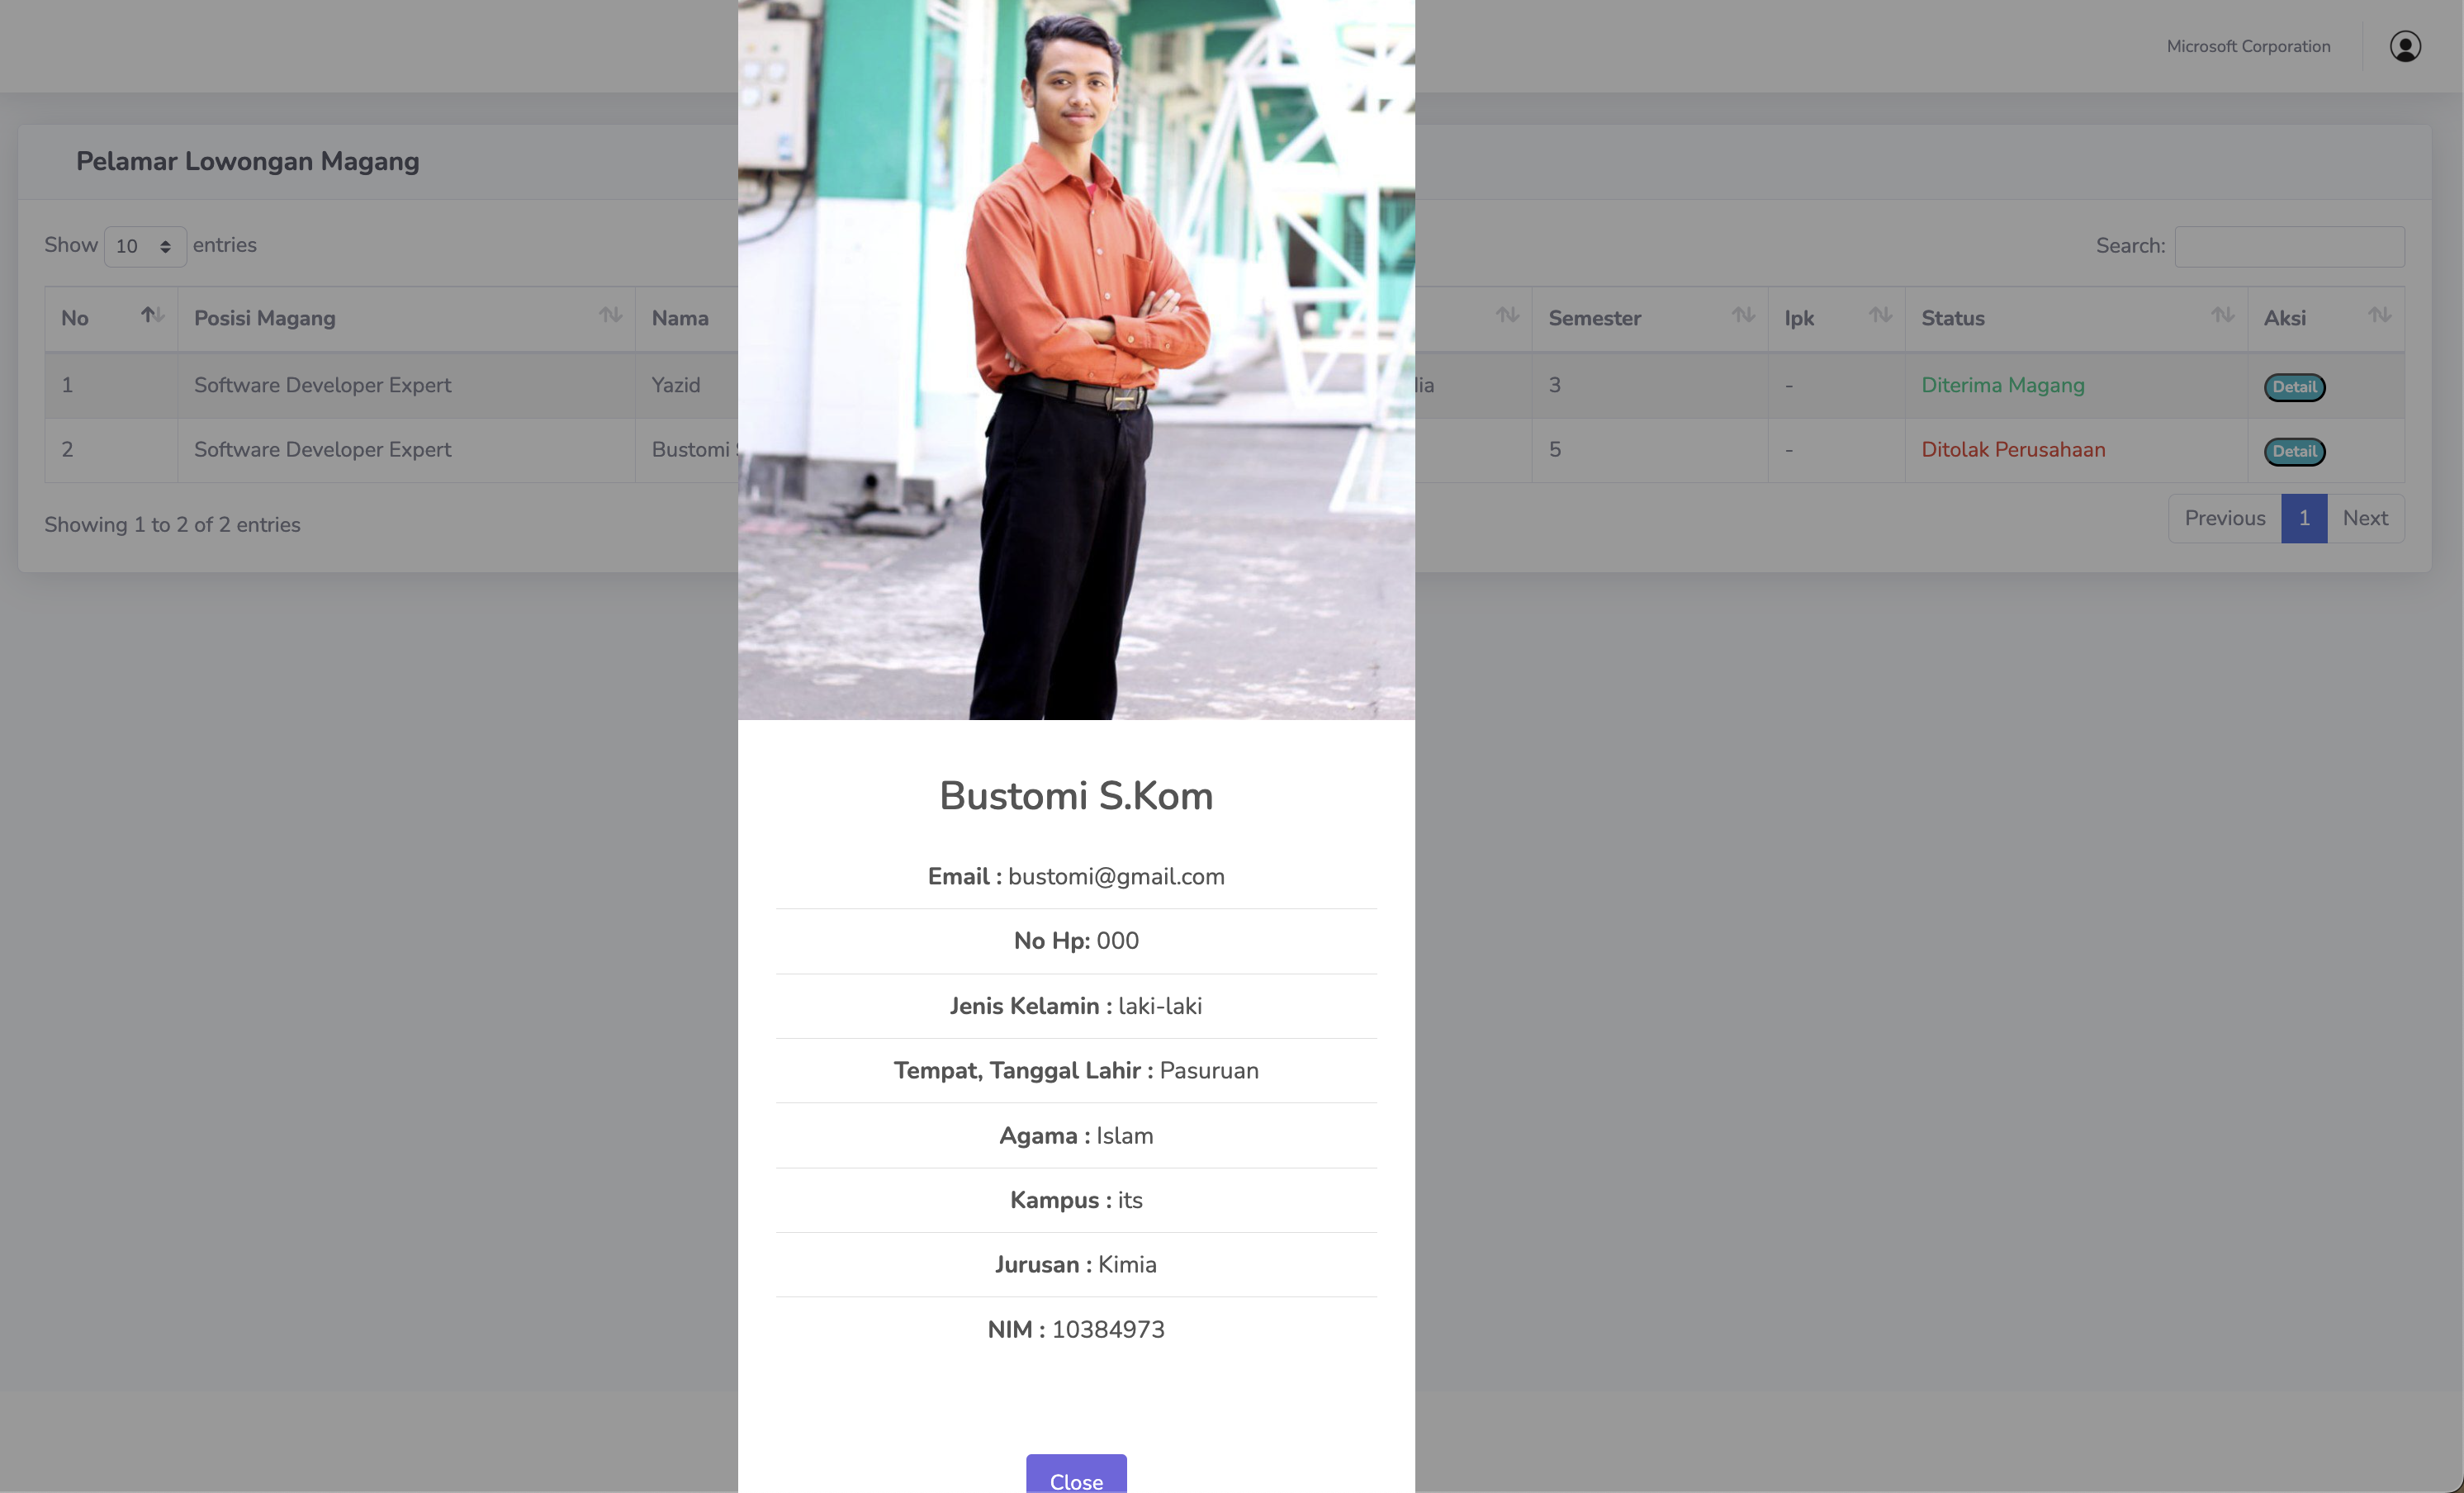 Microsoft Corporation
Pelamar Lowongan Magang
Show 10 entries
Search:
No Posisi Magang Nama Semester Ipk Status Aksi
1 Software Developer Expert Yazid 3 - Diterima Magang Detail
2 Software Developer Expert Bustomi 5 - Ditolak Perusahaan Detail
Showing 1 to 2 of 2 entries
Previous 1 Next
Bustomi S.Kom
Email : bustomi@gmail.com
No Hp: 000
Jenis Kelamin : laki-laki
Tempat, Tanggal Lahir : Pasuruan
Agama : Islam
Kampus : its
Jurusan : Kimia
NIM : 10384973
Close